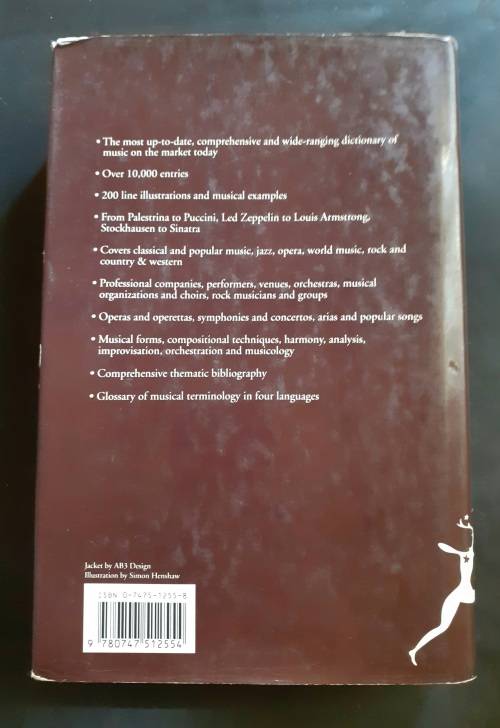 • The most up-to-date, comprehensive and wide-ranging dictionary of
music on the market today
• Over 10,000 entries
• 200 line illustrations and musical examples
• From Palestrina to Puccini, Led Zeppelin to Louis Armstrong,
Stockhausen to Sinatra
• Covers classical and popular music, jazz, opera, world music, rock and
country & western
• Professional companies, performers, venues, orchestras, musical
organizations and choirs, rock musicians and groups
• Operas and operettas, symphonies and concertos, arias and popular songs
• Musical forms, compositional techniques, harmony, analysis,
improvisation, orchestration and musicology
• Comprehensive thematic bibliography
• Glossary of musical terminology in four languages
Jacket by AB3 Design
Illustration by Simon Henshaw
ISBN 0-7475-1255-8
9 780747 512554